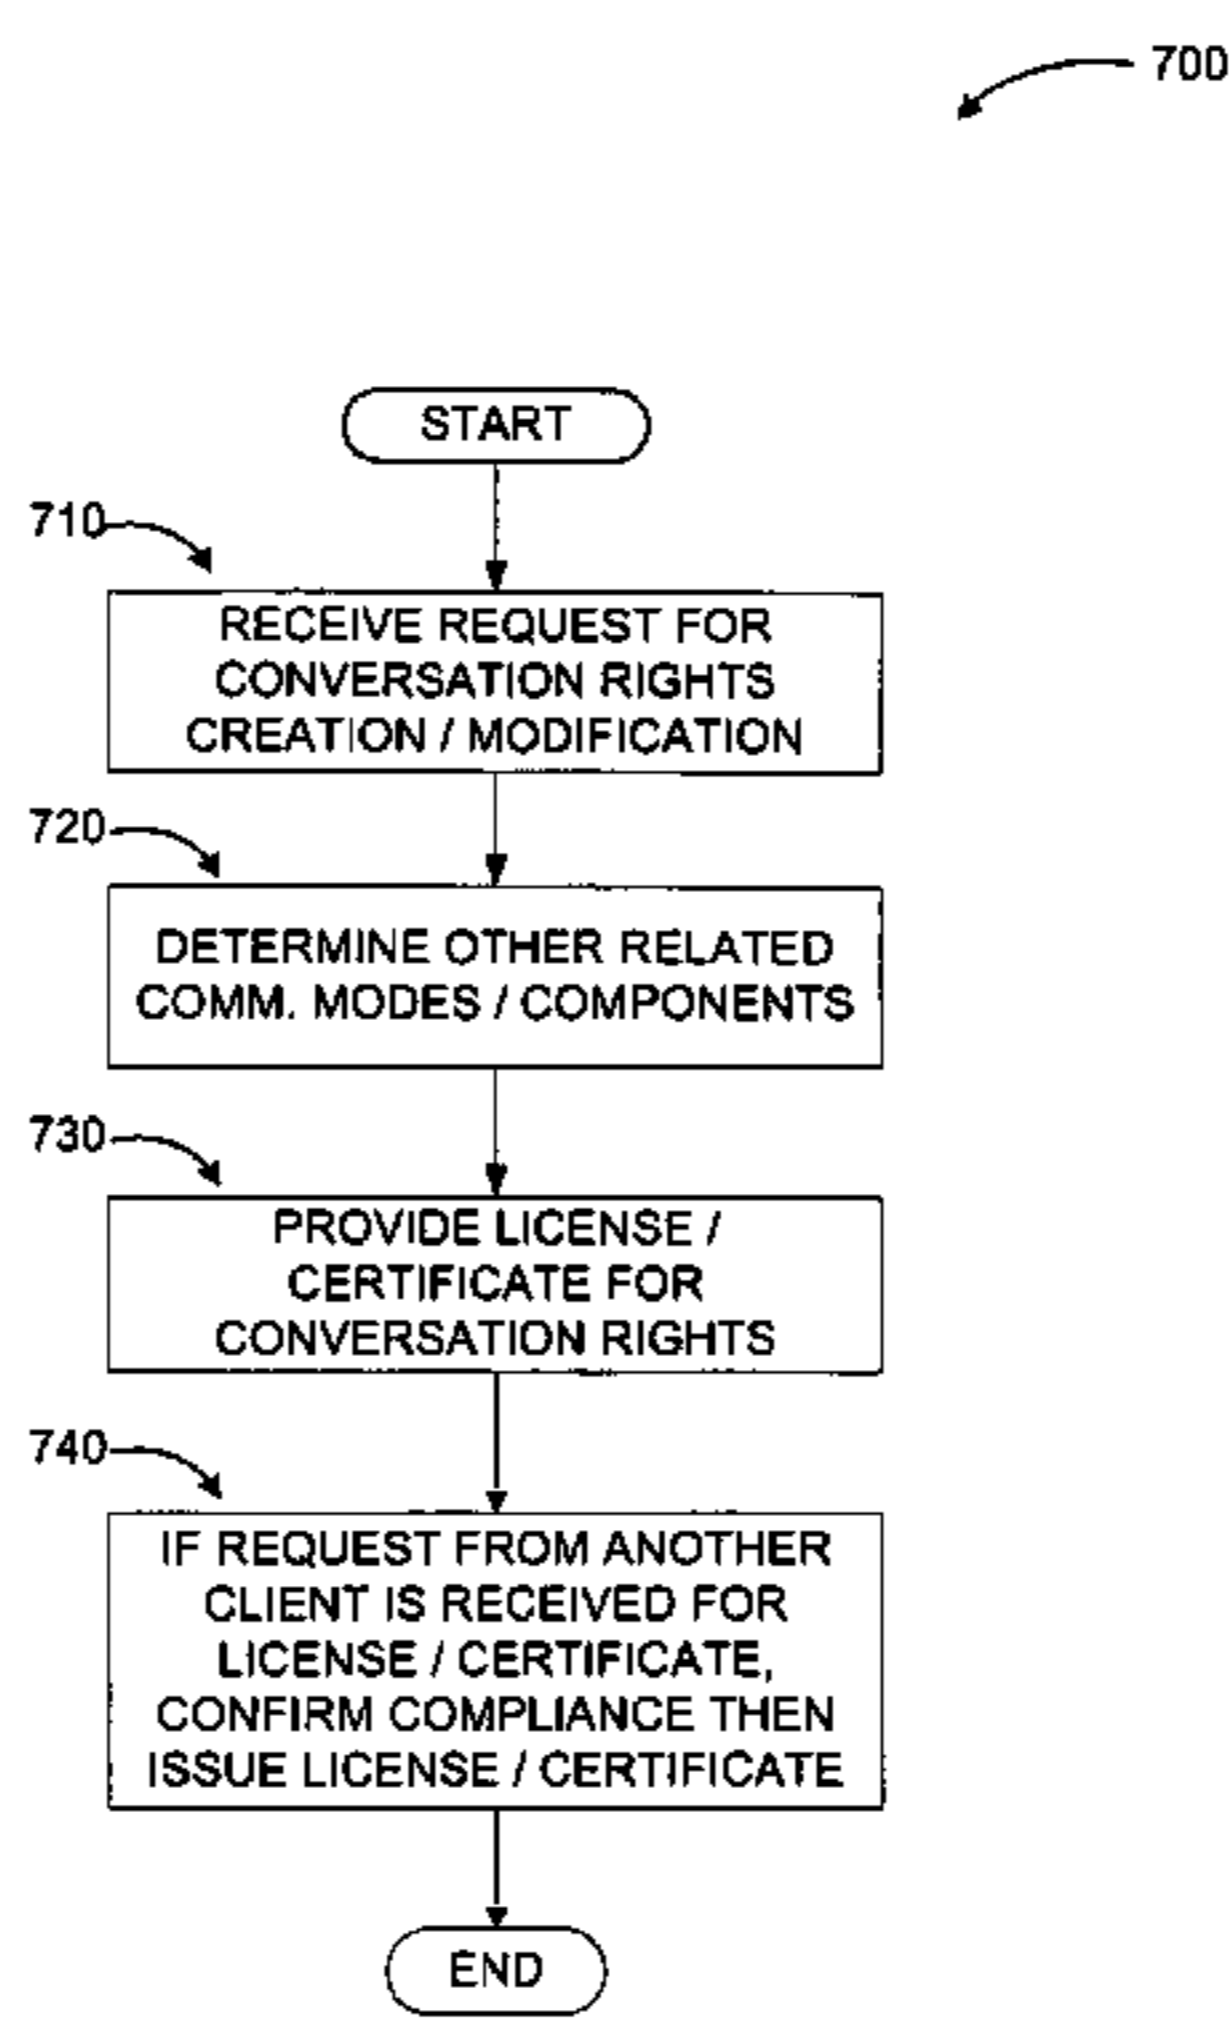 700
START
710
RECEIVE REQUEST FOR
CONVERSATION RIGHTS
CREATION / MODIFICATION
720
DETERMINE OTHER RELATED
COMM. MODES / COMPONENTS
730
PROVIDE LICENSE /
CERTIFICATE FOR
CONVERSATION RIGHTS
740
IF REQUEST FROM ANOTHER
CLIENT IS RECEIVED FOR
LICENSE / CERTIFICATE,
CONFIRM COMPLIANCE THEN
ISSUE LICENSE / CERTIFICATE
END